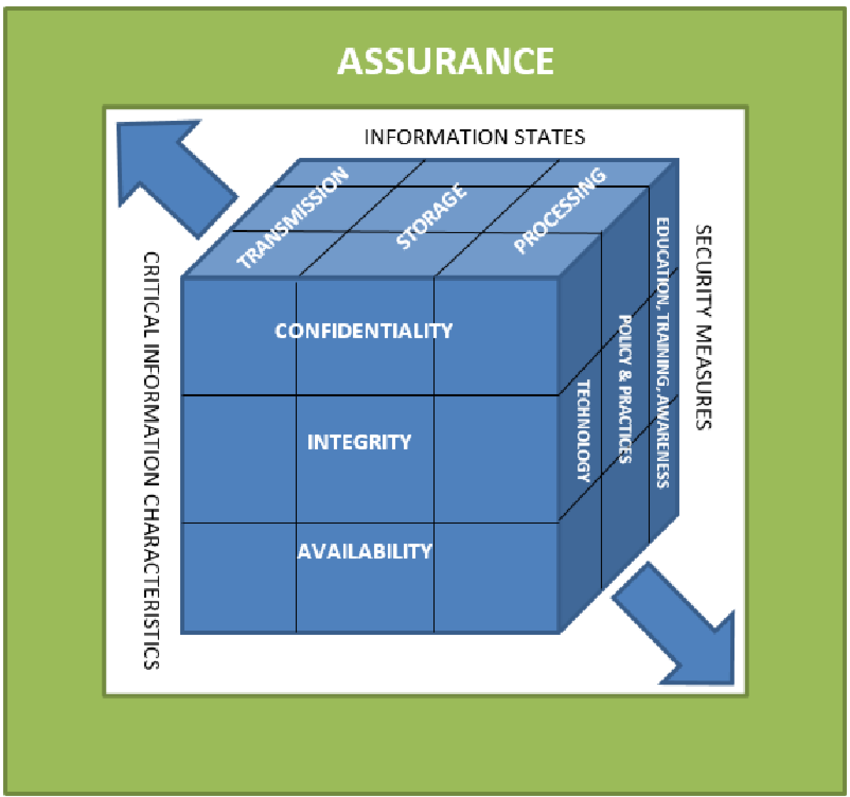 ASSURANCE
INFORMATION STATES
TRANSMISSION
STORAGE
PROCESSING
CRITICAL INFORMATION CHARACTERISTICS
CONFIDENTIALITY
INTEGRITY
AVAILABILITY
TECHNOLOGY
POLICY & PRACTICES
EDUCATION, TRAINING, AWARENESS
SECURITY MEASURES